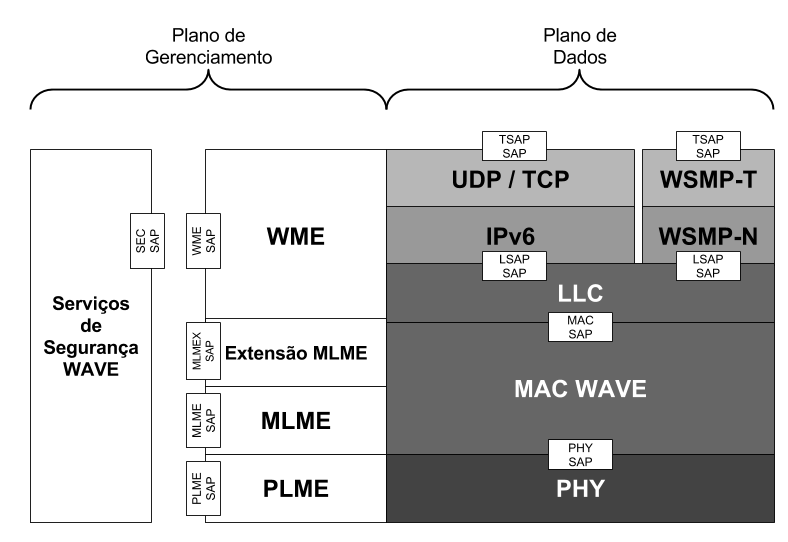 Plano de
Gerenciamento
Plano de
Dados
TSAP
SAP
TSAP
SAP
UDP / TCP
WSMP-T
SEC
SAP
WME
SAP
WME
IPv6
WSMP-N
LSAP
SAP
LSAP
SAP
LLC
Serviços
de
Segurança
WAVE
MAC
SAP
MLMEX
SAP
Extensão MLME
MAC WAVE
MLME
SAP
MLME
PHY
SAP
PLME
SAP
PLME
PHY